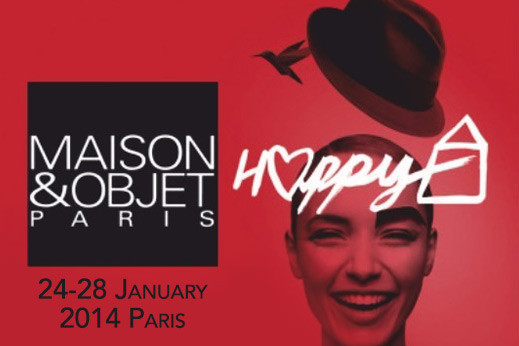 MAISON
&OBJET
PARIS
Happy
24-28 JANUARY
2014 PARIS